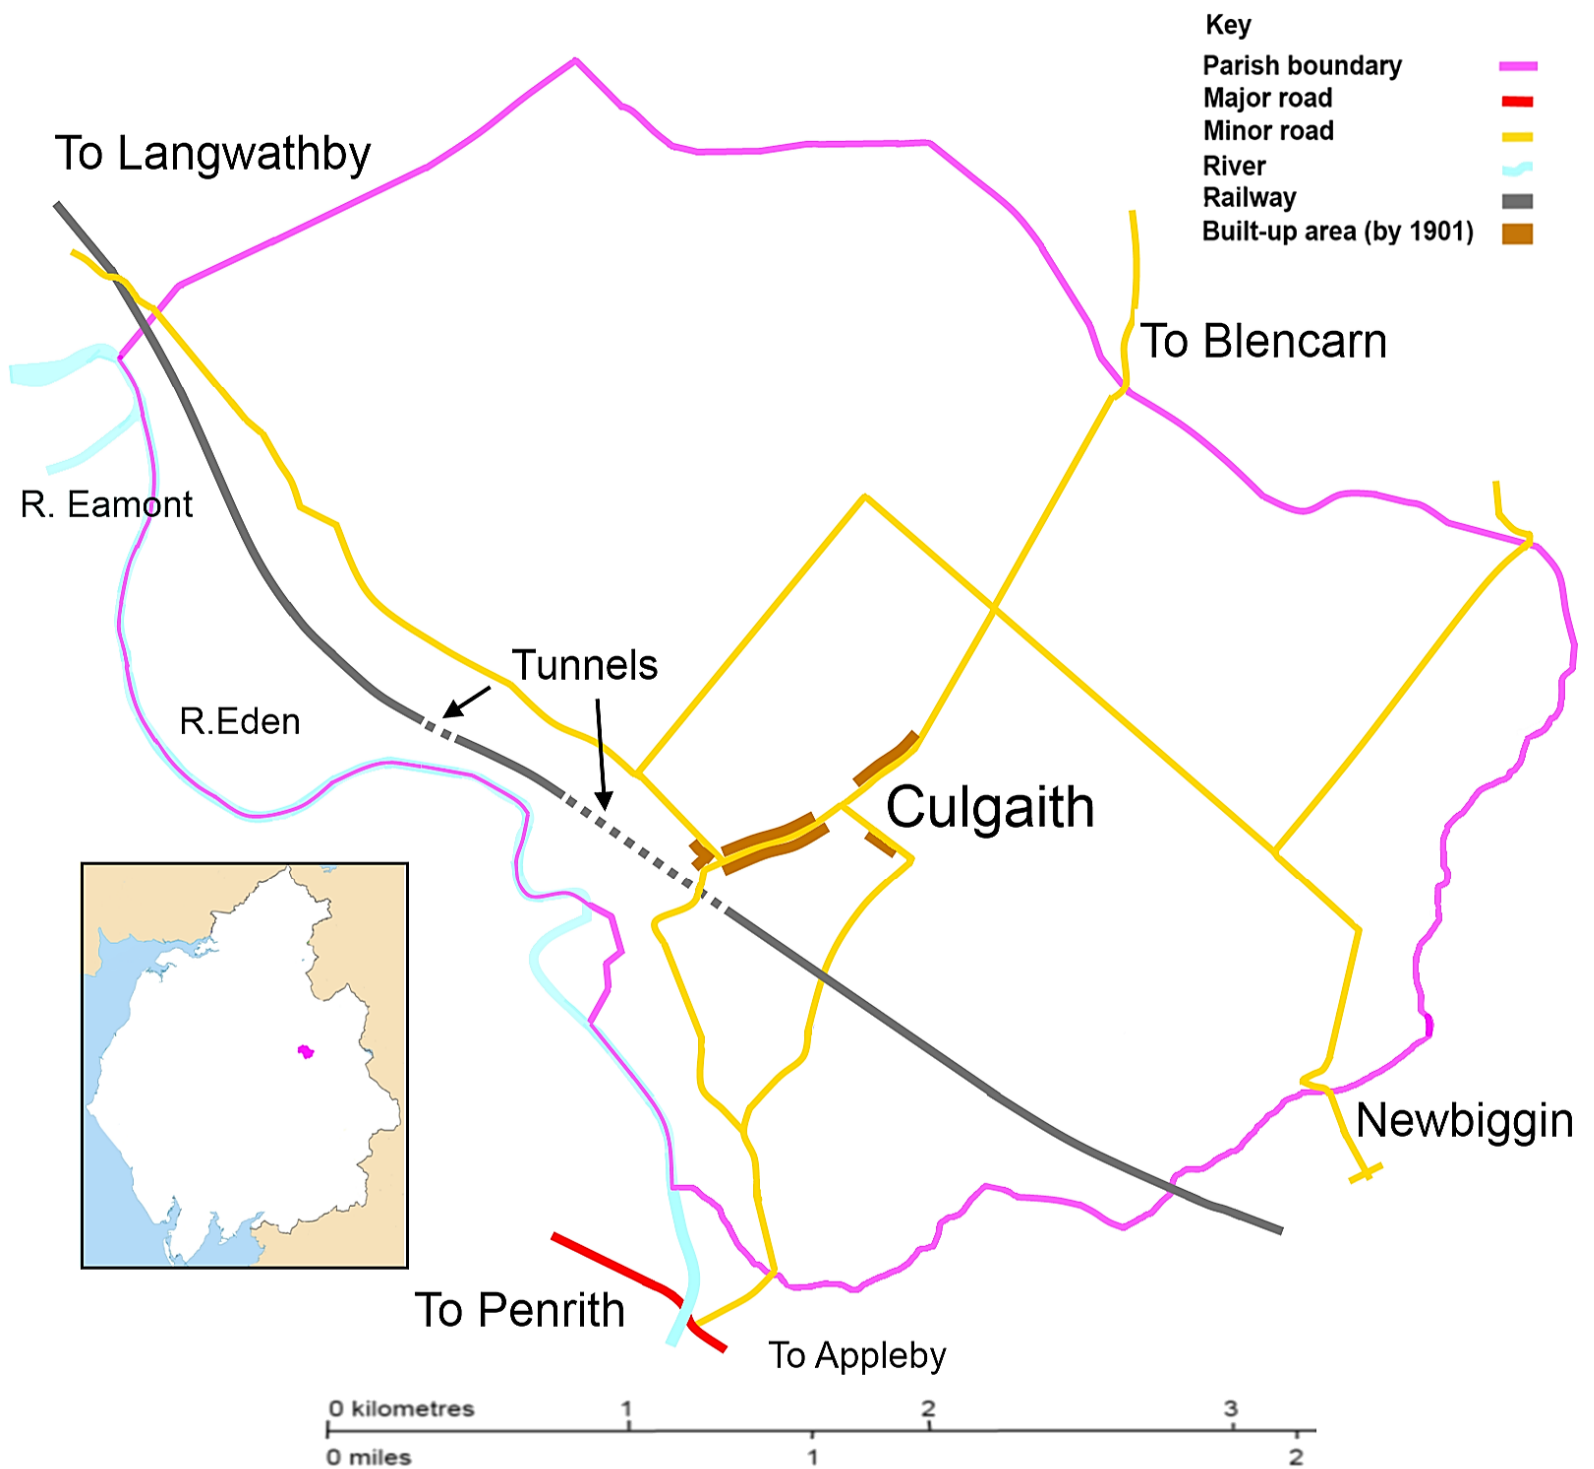 Key
Parish boundary
Major road
Minor road
River
Railway
Built-up area (by 1901)
To Langwathby
To Blencarn
R. Eamont
Tunnels
R.Eden
Culgaith
Newbiggin
To Penrith
To Appleby
0 kilometres 1 2 3
0 miles 1 2